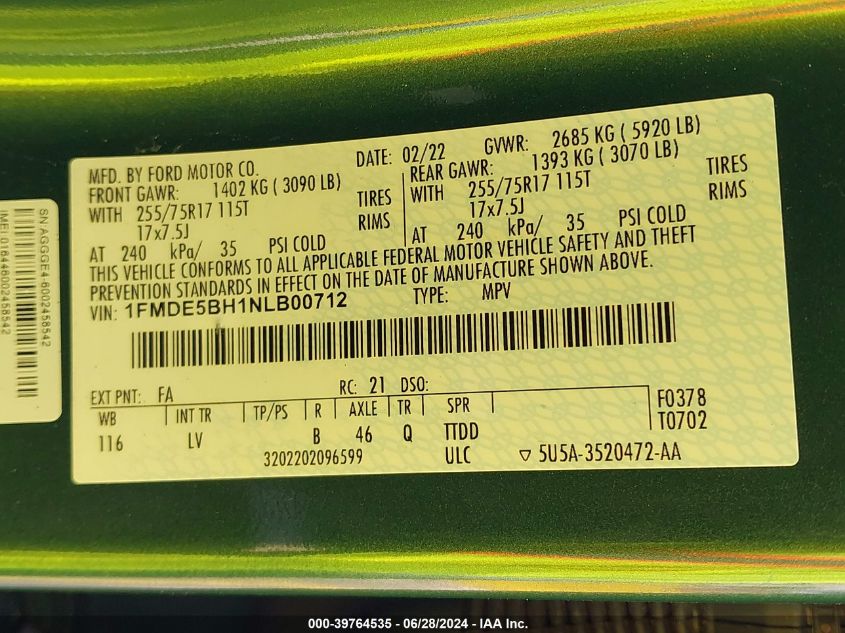 MFD. BY FORD MOTOR CO.
DATE: 02/22 GVWR: 2685 KG ( 5920 LB)
FRONT GAWR: 1402 KG ( 3090 LB)
REAR GAWR: 1393 KG ( 3070 LB)
WITH 255/75R17 115T TIRES
WITH 255/75R17 115T TIRES
17x7.5J RIMS
17x7.5J RIMS
AT 240 kPa/ 35 PSI COLD
AT 240 kPa/ 35 PSI COLD
THIS VEHICLE CONFORMS TO ALL APPLICABLE FEDERAL MOTOR VEHICLE SAFETY AND THEFT
PREVENTION STANDARDS IN EFFECT ON THE DATE OF MANUFACTURE SHOWN ABOVE.
VIN: 1FMDE5BH1NLB00712 TYPE: MPV
EXT PNT: FA RC: 21 DSO:
WB INT TR TP/PS R AXLE TR SPR F0378
116 LV B 46 Q TTDD T0702
3202202096599 ULC ▽ 5U5A-3520472-AA
SN AGGGE4-6002458542
IMEI 016446002458542
000-39764535 - 06/28/2024 - IAA Inc.